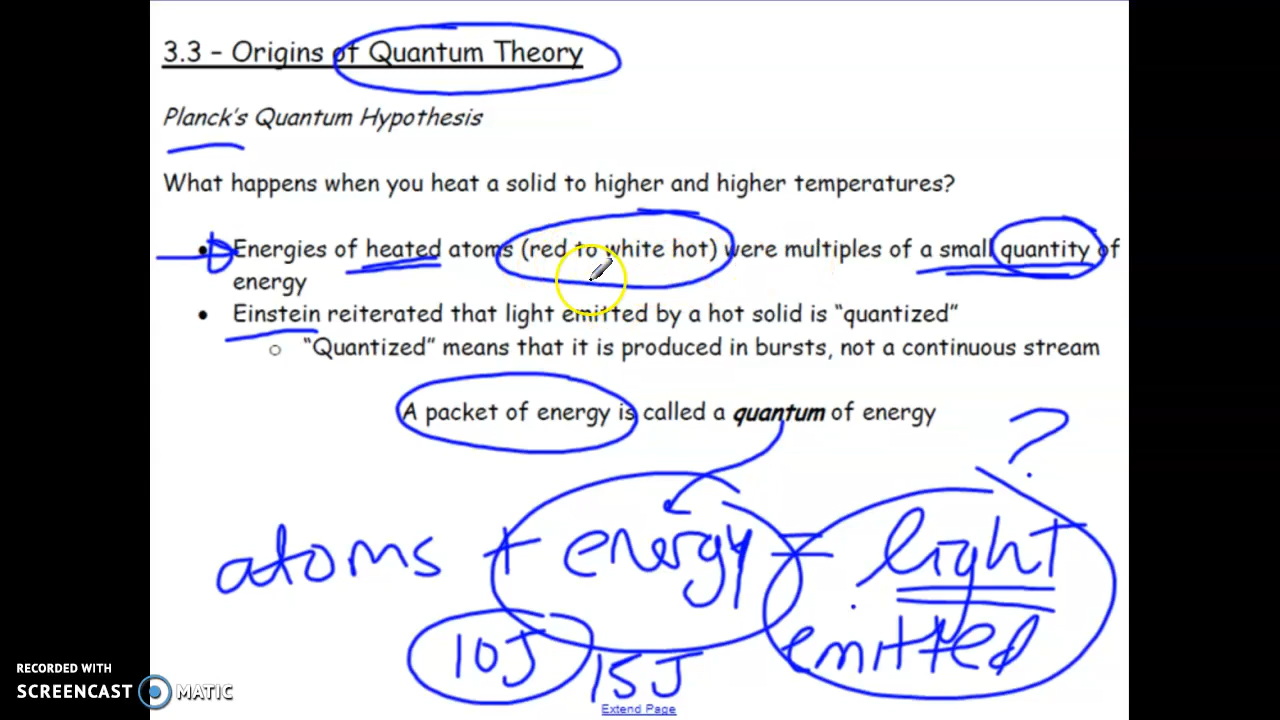 3.3 – Origins of Quantum Theory
Planck's Quantum Hypothesis
What happens when you heat a solid to higher and higher temperatures?
• Energies of heated atoms (red to white hot) were multiples of a small quantity of
energy
• Einstein reiterated that light emitted by a hot solid is "quantized"
o "Quantized" means that it is produced in bursts, not a continuous stream
A packet of energy is called a quantum of energy
?
atoms + energy = light
emitted
10J 15J
Extend Page
RECORDED WITH
SCREENCAST MATIC